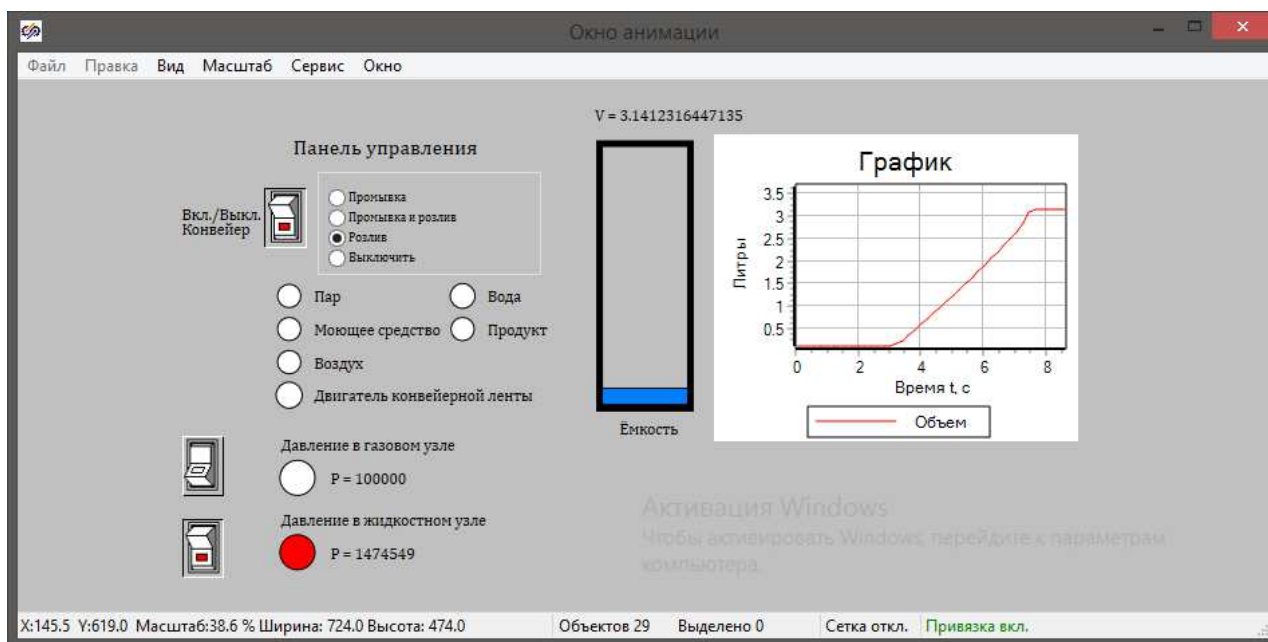 Окно анимации
Файл Правка Вид Масштаб Сервис Окно
V = 3.1412316447135
Панель управления
Вкл./Выкл.
Конвейер
Промывка
Промывка и розлив
Розлив
Выключить
Пар
Вода
Моющее средство
Продукт
Воздух
Двигатель конвейерной ленты
Давление в газовом узле
P = 100000
Давление в жидкостном узле
P = 1474549
Ёмкость
График
Литры
3.5
3
2.5
2
1.5
1
0.5
0 2 4 6 8
Время t, с
Объем
Активация Windows
Чтобы активировать Windows, перейдите к параметрам
компьютера.
X:145.5 Y:619.0 Масштаб:38.6 % Ширина: 724.0 Высота: 474.0 Объектов 29 Выделено 0 Сетка откл. Привязка вкл.